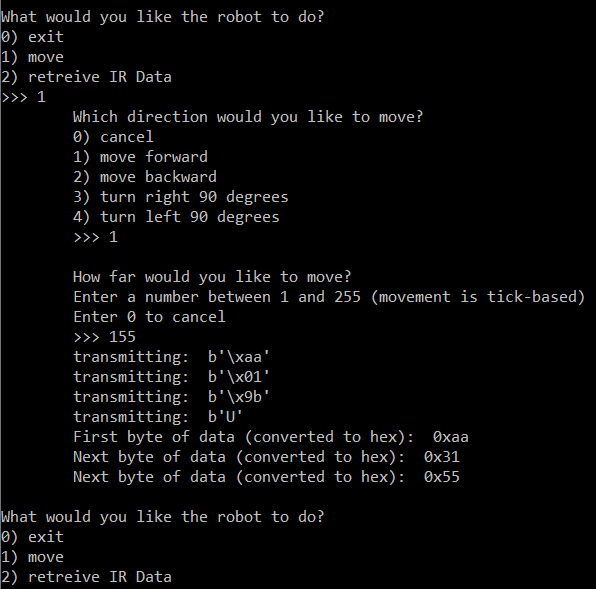 What would you like the robot to do?
0) exit
1) move
2) retreive IR Data
>>> 1
Which direction would you like to move?
0) cancel
1) move forward
2) move backward
3) turn right 90 degrees
4) turn left 90 degrees
>>> 1
How far would you like to move?
Enter a number between 1 and 255 (movement is tick-based)
Enter 0 to cancel
>>> 155
transmitting:  b'\xaa'
transmitting:  b'\x01'
transmitting:  b'\x9b'
transmitting:  b'U'
First byte of data (converted to hex):  0xaa
Next byte of data (converted to hex):  0x31
Next byte of data (converted to hex):  0x55
What would you like the robot to do?
0) exit
1) move
2) retreive IR Data